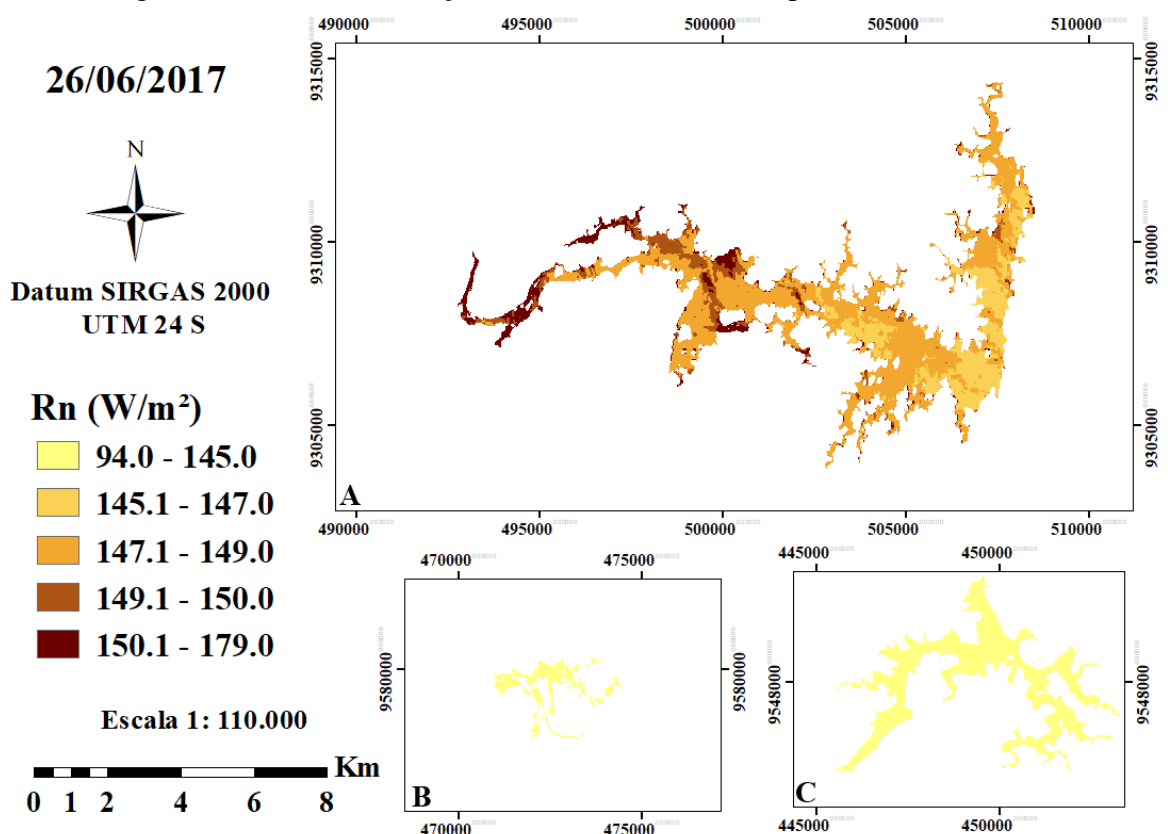 26/06/2017
N
Datum SIRGAS 2000
UTM 24 S
Rn (W/m²)
94.0 - 145.0
145.1 - 147.0
147.1 - 149.0
149.1 - 150.0
150.1 - 179.0
Escala 1: 110.000
Km
0 1 2 4 6 8
490000 495000 500000 505000 510000
9315000 9315000
9310000 9310000
9305000 9305000
A
490000 495000 500000 505000 510000
470000 475000
9580000 9580000
B
470000 475000
445000 450000
9548000 9548000
C
445000 450000